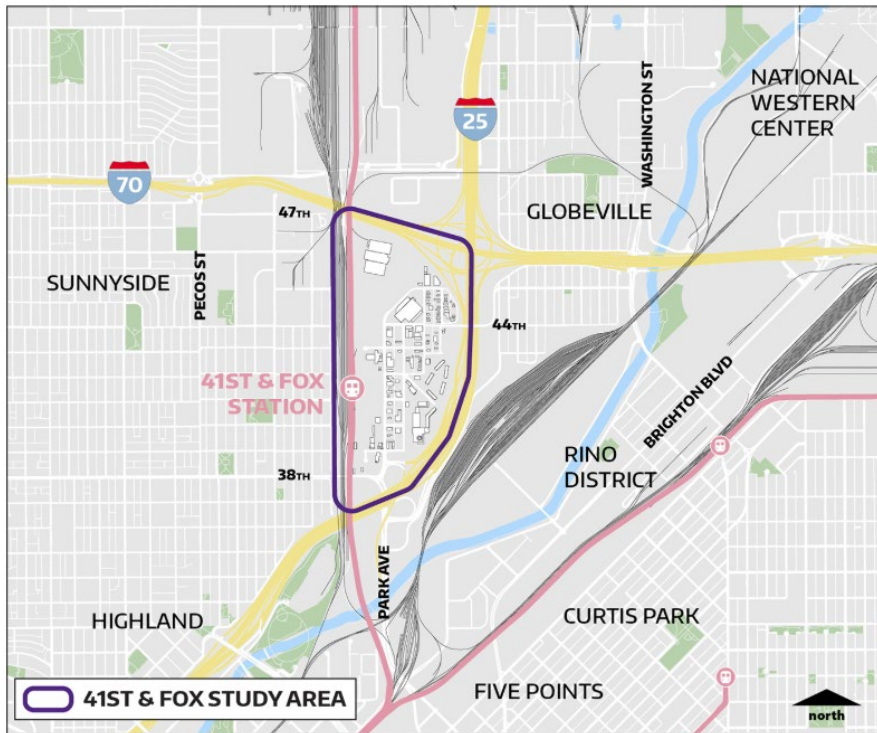 NATIONAL
WESTERN
CENTER
WASHINGTON ST
25
70
47TH
GLOBEVILLE
SUNNYSIDE
PECOS ST
44TH
41ST & FOX
STATION
BRIGHTON BLVD
RINO
DISTRICT
38TH
PARK AVE
HIGHLAND
CURTIS PARK
FIVE POINTS
41ST & FOX STUDY AREA
north